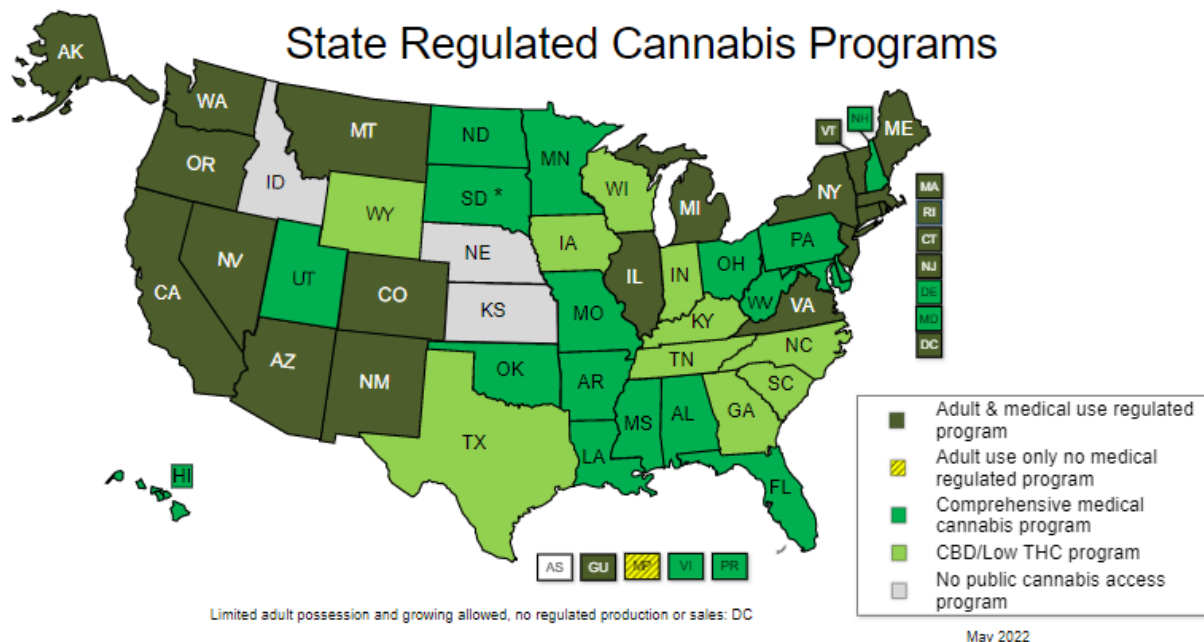 State Regulated Cannabis Programs
AK
WA
MT
ND
MN
VT
NH
ME
OR
ID
SD *
WI
MI
NY
MA
RI
CT
NJ
DE
MD
DC
WY
IA
NE
PA
NV
UT
CO
IL
IN
OH
WV
VA
CA
KS
MO
KY
NC
TN
SC
AZ
NM
OK
AR
MS
AL
GA
TX
LA
FL
HI
Adult & medical use regulated
program
Adult use only no medical
regulated program
Comprehensive medical
cannabis program
CBD/Low THC program
No public cannabis access
program
AS
GU
MP
VI
PR
Limited adult possession and growing allowed, no regulated production or sales: DC
May 2022